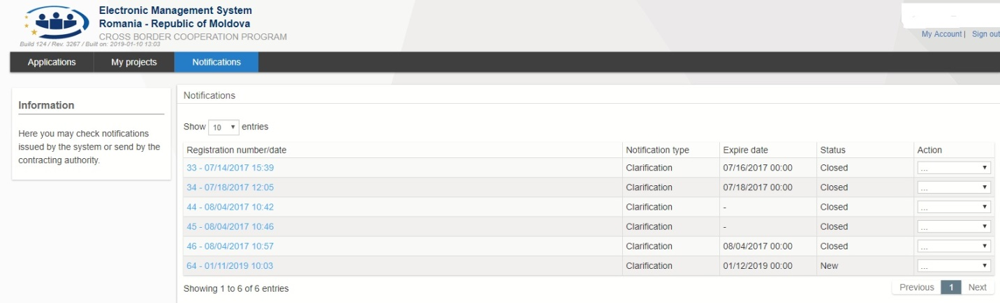 Electronic Management System
Romania - Republic of Moldova
CROSS BORDER COOPERATION PROGRAM
Build 124 / Rev. 3267 / Built on: 2019-01-10 13:03
My Account | Sign out
Applications My projects Notifications
Information
Here you may check notifications
issued by the system or send by the
contracting authority.
Notifications
Show 10 entries
Registration number/date Notification type Expire date Status Action
33 - 07/14/2017 15:39 Clarification 07/16/2017 00:00 Closed ...
34 - 07/18/2017 12:05 Clarification 07/18/2017 00:00 Closed ...
44 - 08/04/2017 10:42 Clarification - Closed ...
45 - 08/04/2017 10:46 Clarification - Closed ...
46 - 08/04/2017 10:57 Clarification 08/04/2017 00:00 Closed ...
64 - 01/11/2019 10:03 Clarification 01/12/2019 00:00 New ...
Showing 1 to 6 of 6 entries
Previous 1 Next